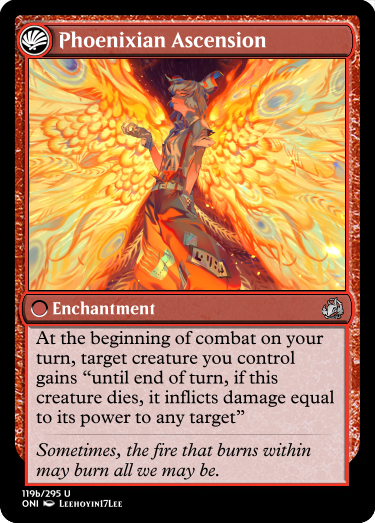 Phoenixian Ascension
Enchantment
At the beginning of combat on your
turn, target creature you control
gains “until end of turn, if this
creature dies, it inflicts damage equal
to its power to any target”
Sometimes, the fire that burns within
may burn all we may be.
119b/295 U
ONI Leehoyin17Lee